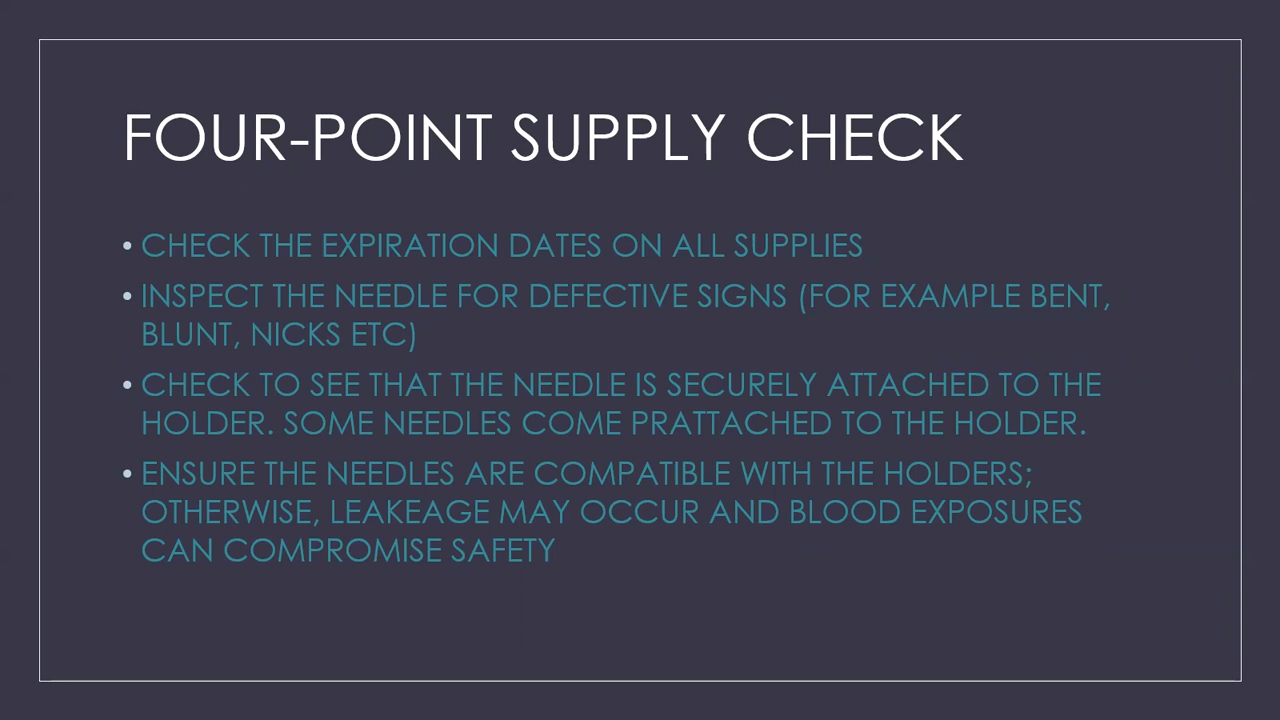 FOUR-POINT SUPPLY CHECK
• CHECK THE EXPIRATION DATES ON ALL SUPPLIES
• INSPECT THE NEEDLE FOR DEFECTIVE SIGNS (FOR EXAMPLE BENT,
BLUNT, NICKS ETC)
• CHECK TO SEE THAT THE NEEDLE IS SECURELY ATTACHED TO THE
HOLDER. SOME NEEDLES COME PRATTACHED TO THE HOLDER.
• ENSURE THE NEEDLES ARE COMPATIBLE WITH THE HOLDERS;
OTHERWISE, LEAKEAGE MAY OCCUR AND BLOOD EXPOSURES
CAN COMPROMISE SAFETY